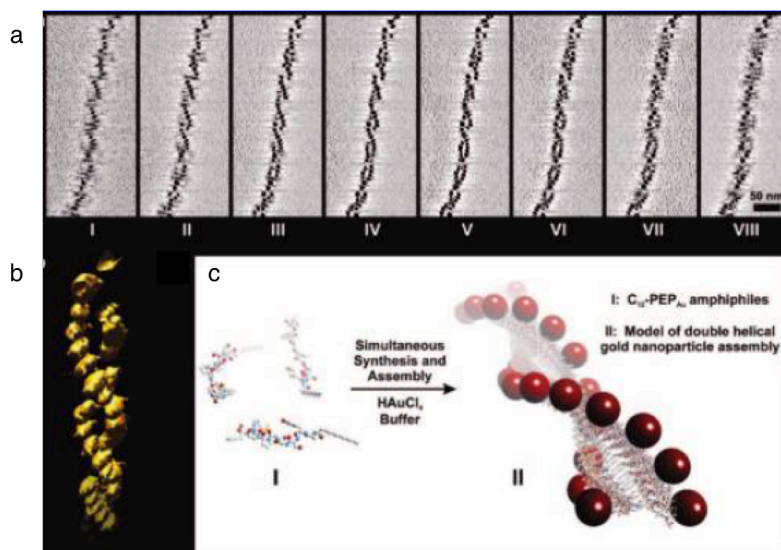 a
I II III IV V VI VII VIII
50 nm
b
c
I: C₁₂-PEPAu amphiphiles
II: Model of double helical
gold nanoparticle assembly
Simultaneous
Synthesis and
Assembly
HAuCl₄
Buffer
I
II